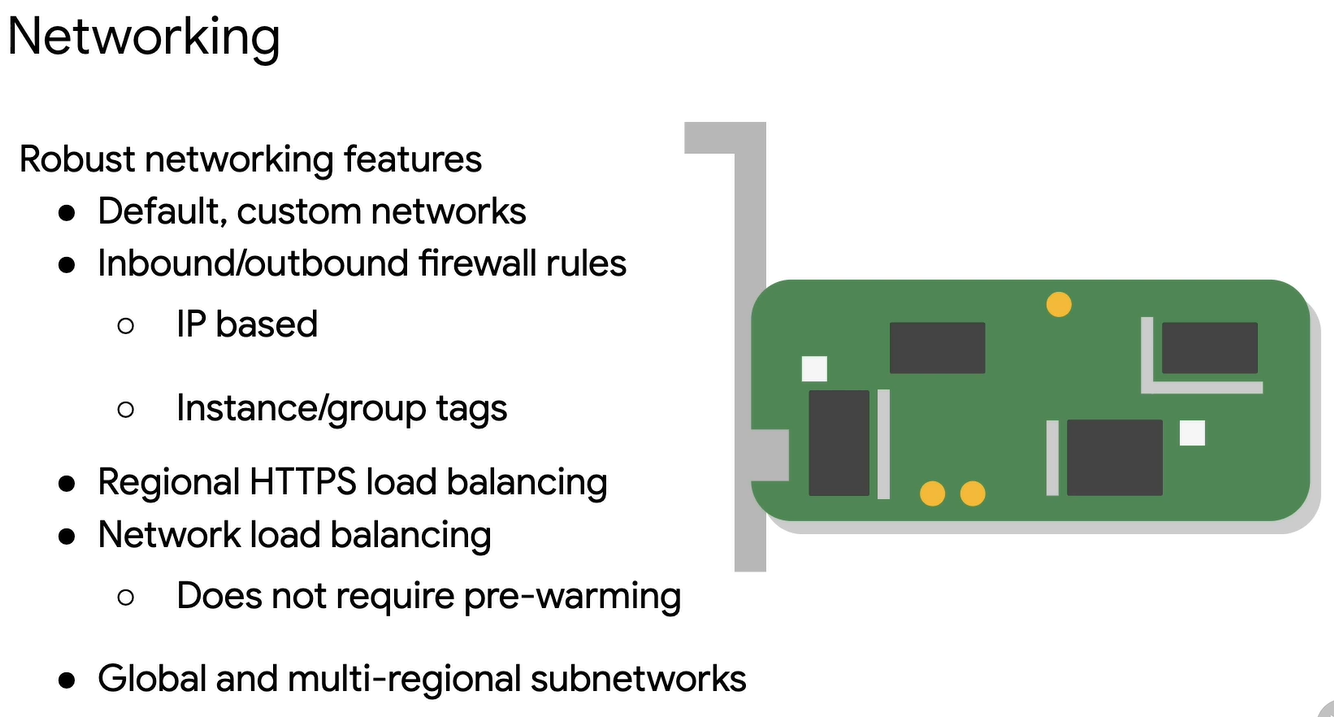 Networking
Robust networking features
● Default, custom networks
● Inbound/outbound firewall rules
○ IP based
○ Instance/group tags
● Regional HTTPS load balancing
● Network load balancing
○ Does not require pre-warming
● Global and multi-regional subnetworks